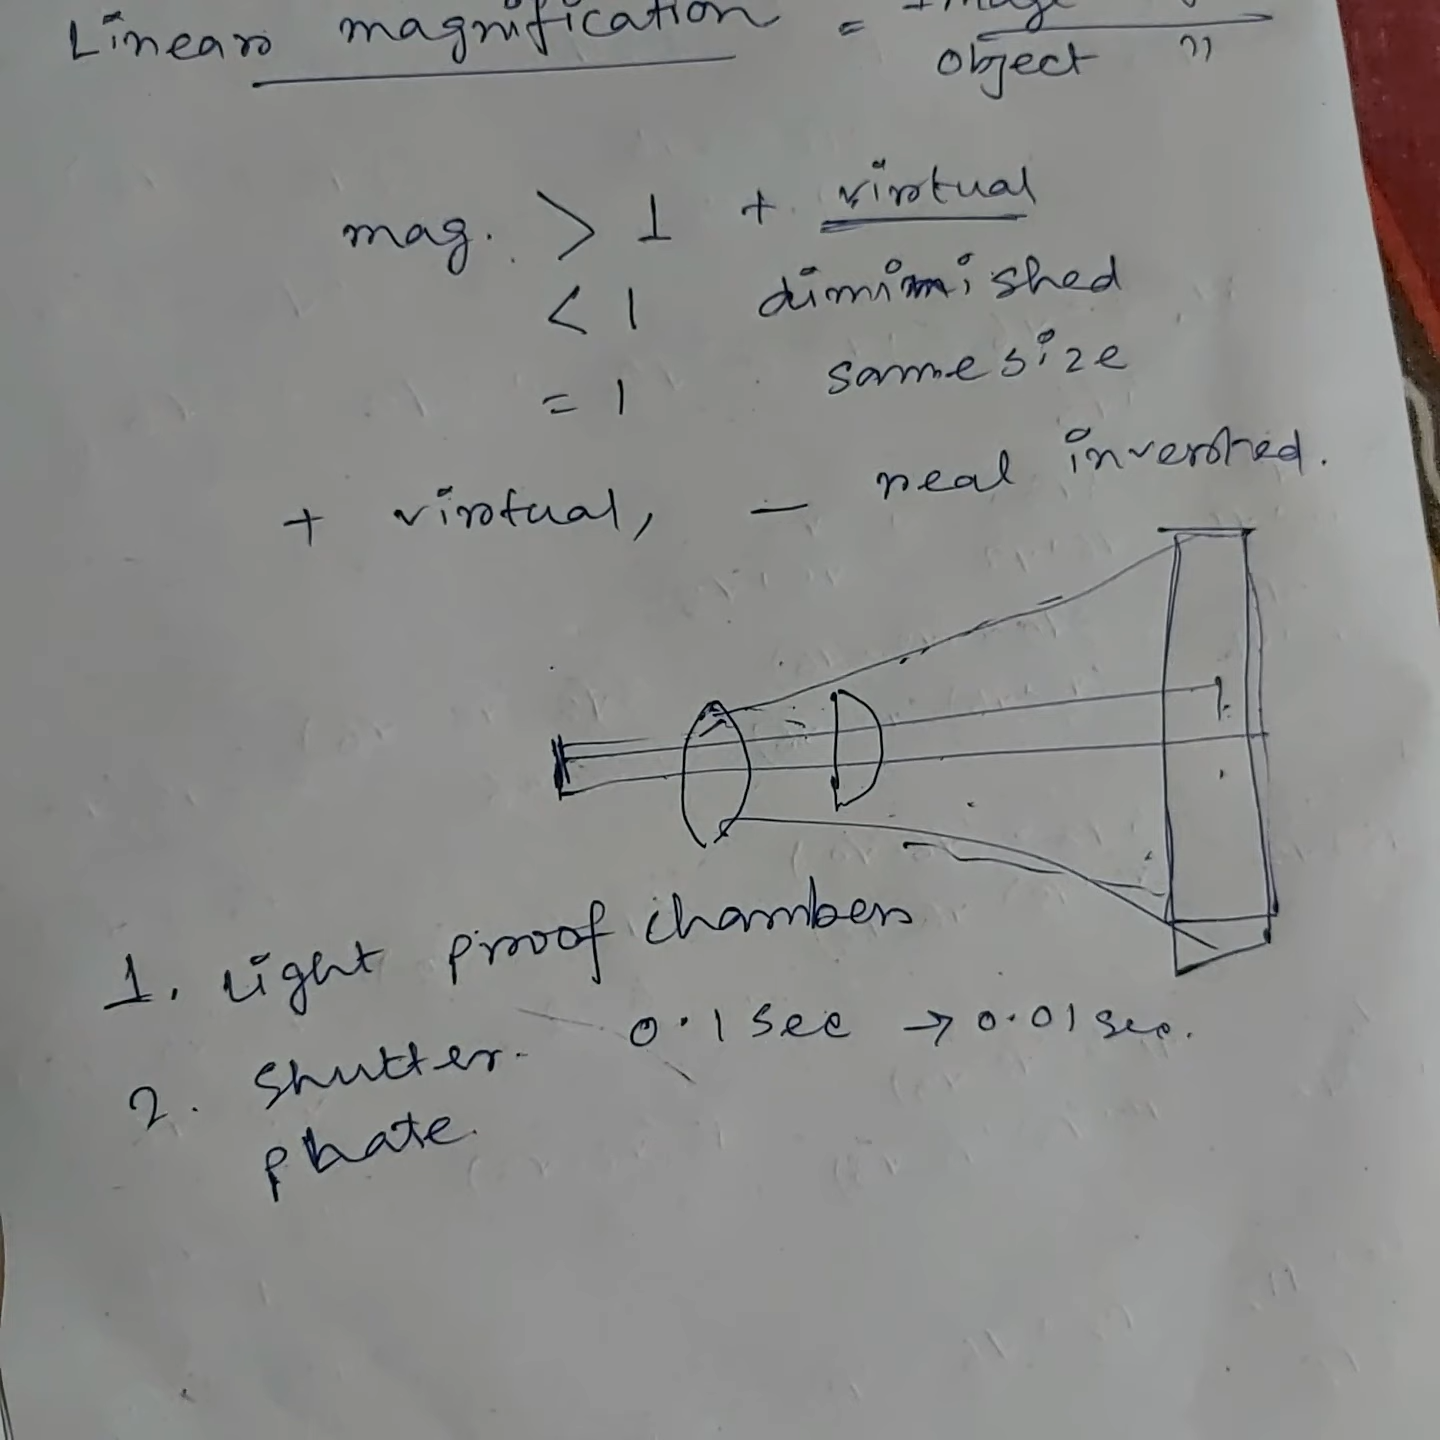 Linear magnification = Image
object "
mag. > 1 + virtual
< 1 diminished
= 1 same size
+ virtual, - real inverted.
1. Light proof chamber
2. Shutter. 0.1 sec → 0.01 sec.
plate.